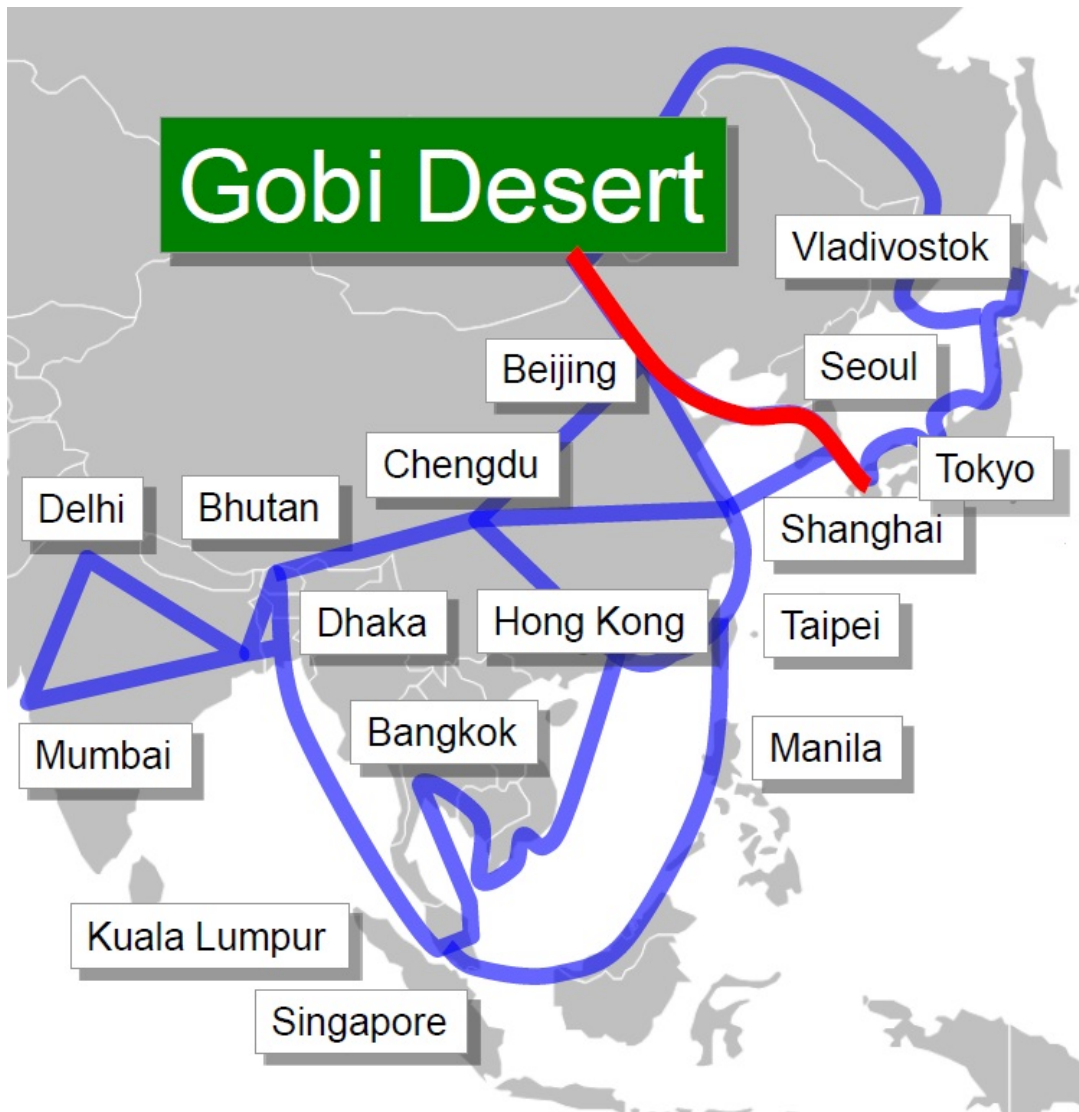 Gobi Desert
Vladivostok
Seoul
Beijing
Chengdu
Tokyo
Delhi
Bhutan
Shanghai
Dhaka
Hong Kong
Taipei
Bangkok
Manila
Mumbai
Kuala Lumpur
Singapore